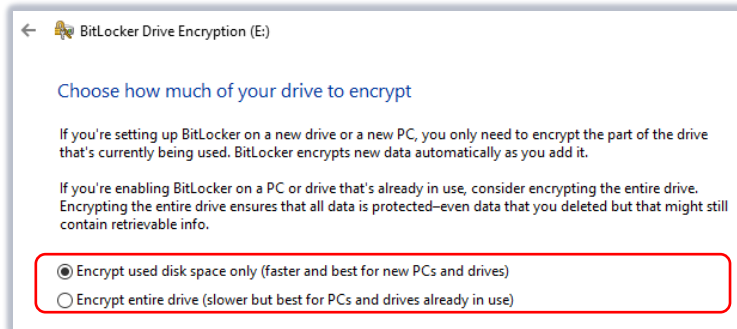 BitLocker Drive Encryption (E:)
Choose how much of your drive to encrypt
If you're setting up BitLocker on a new drive or a new PC, you only need to encrypt the part of the drive
that's currently being used. BitLocker encrypts new data automatically as you add it.
If you're enabling BitLocker on a PC or drive that's already in use, consider encrypting the entire drive.
Encrypting the entire drive ensures that all data is protected–even data that you deleted but that might still
contain retrievable info.
Encrypt used disk space only (faster and best for new PCs and drives)
Encrypt entire drive (slower but best for PCs and drives already in use)